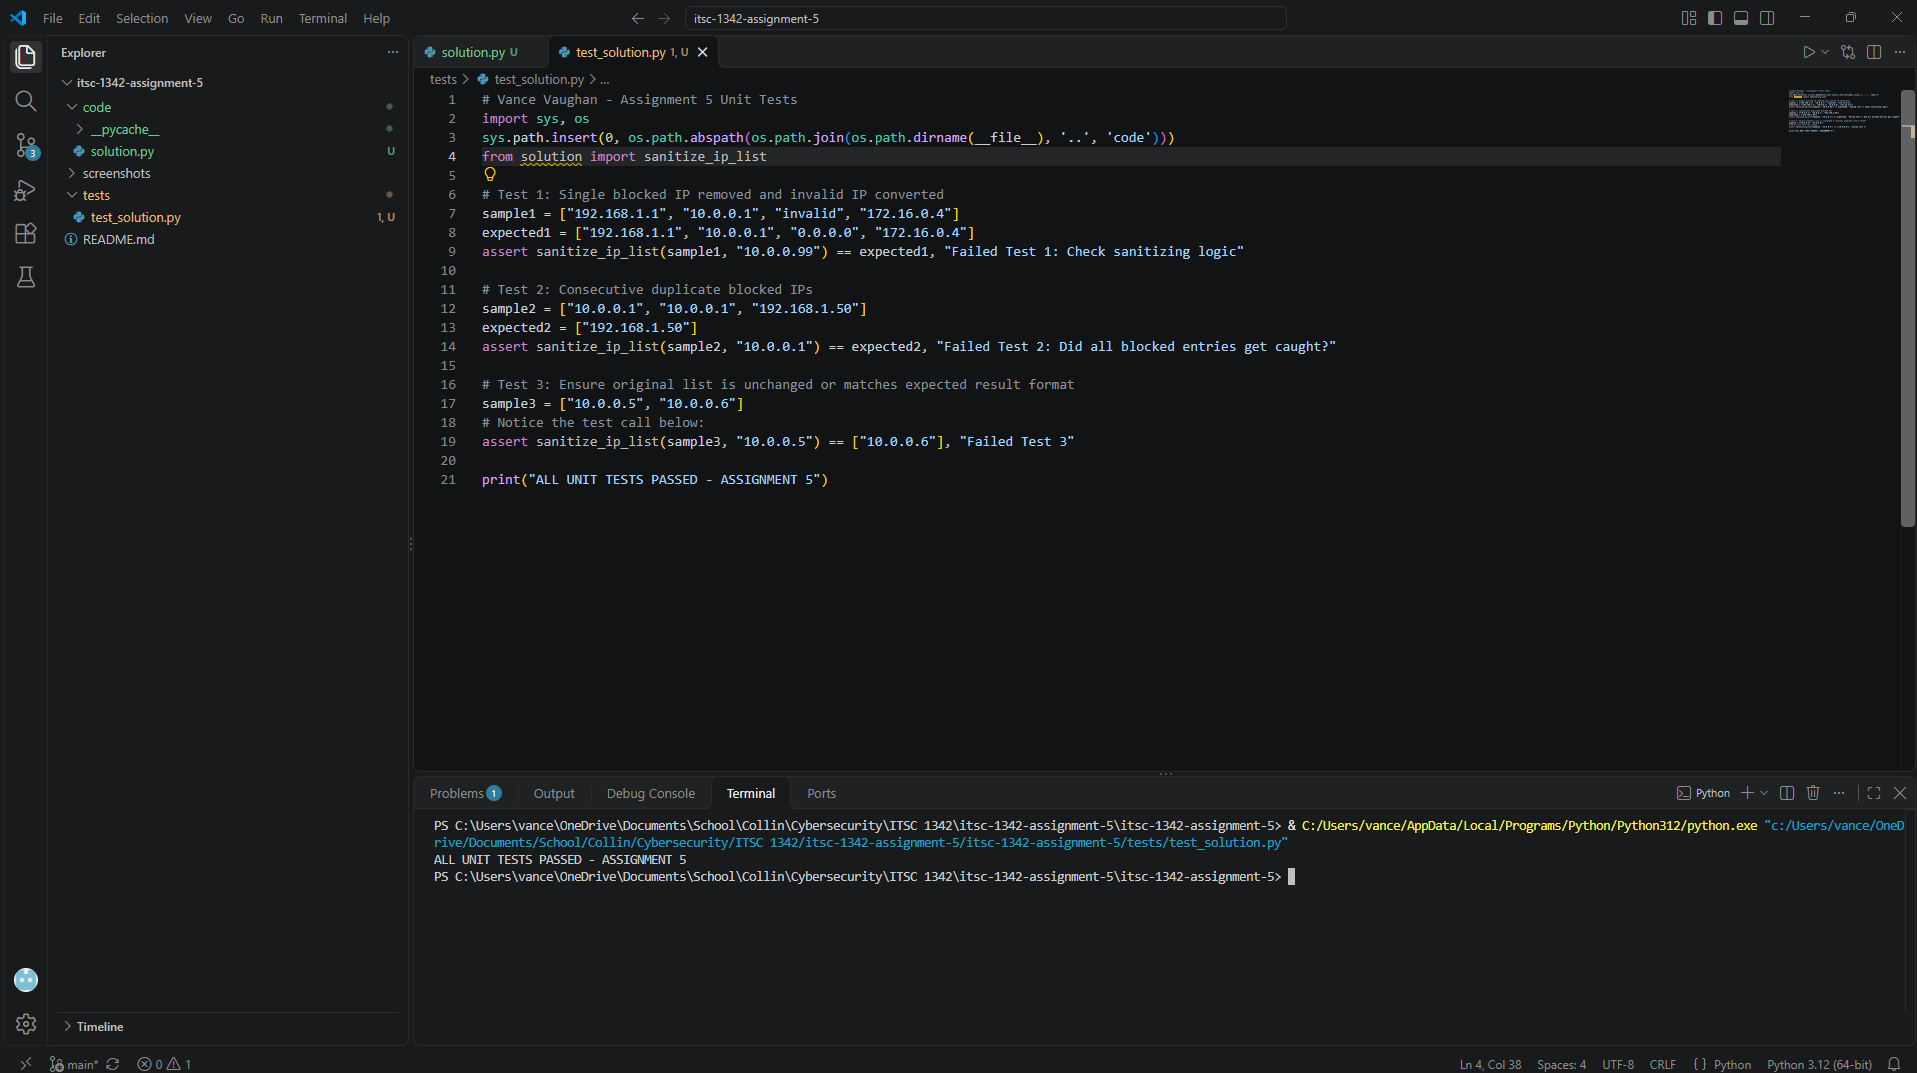 File Edit Selection View Go Run Terminal Help
itsc-1342-assignment-5
Explorer
itsc-1342-assignment-5
code
__pycache__
solution.py U
screenshots
tests
test_solution.py 1, U
README.md
3
Timeline
solution.py U
test_solution.py 1, U
tests > test_solution.py > ...
1 # Vance Vaughan - Assignment 5 Unit Tests
2 import sys, os
3 sys.path.insert(0, os.path.abspath(os.path.join(os.path.dirname(__file__), '..', 'code')))
4 from solution import sanitize_ip_list
5
6 # Test 1: Single blocked IP removed and invalid IP converted
7 sample1 = ["192.168.1.1", "10.0.0.1", "invalid", "172.16.0.4"]
8 expected1 = ["192.168.1.1", "10.0.0.1", "0.0.0.0", "172.16.0.4"]
9 assert sanitize_ip_list(sample1, "10.0.0.99") == expected1, "Failed Test 1: Check sanitizing logic"
10
11 # Test 2: Consecutive duplicate blocked IPs
12 sample2 = ["10.0.0.1", "10.0.0.1", "192.168.1.50"]
13 expected2 = ["192.168.1.50"]
14 assert sanitize_ip_list(sample2, "10.0.0.1") == expected2, "Failed Test 2: Did all blocked entries get caught?"
15
16 # Test 3: Ensure original list is unchanged or matches expected result format
17 sample3 = ["10.0.0.5", "10.0.0.6"]
18 # Notice the test call below:
19 assert sanitize_ip_list(sample3, "10.0.0.5") == ["10.0.0.6"], "Failed Test 3"
20
21 print("ALL UNIT TESTS PASSED - ASSIGNMENT 5")
Problems 1 Output Debug Console Terminal Ports
Python
PS C:\Users\vance\OneDrive\Documents\School\Collin\Cybersecurity\ITSC 1342\itsc-1342-assignment-5\itsc-1342-assignment-5> & C:/Users/vance/AppData/Local/Programs/Python/Python312/python.exe "c:/Users/vance/OneD
rive/Documents/School/Collin/Cybersecurity/ITSC 1342/itsc-1342-assignment-5/itsc-1342-assignment-5/tests/test_solution.py"
ALL UNIT TESTS PASSED - ASSIGNMENT 5
PS C:\Users\vance\OneDrive\Documents\School\Collin\Cybersecurity\ITSC 1342\itsc-1342-assignment-5\itsc-1342-assignment-5>
main* 0 1
Ln 4, Col 38 Spaces: 4 UTF-8 CRLF { } Python Python 3.12 (64-bit)